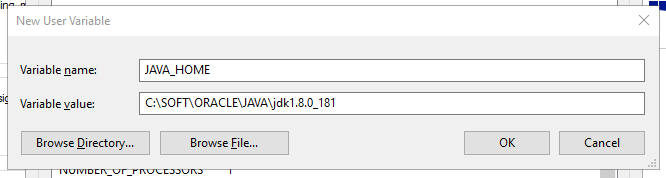 New User Variable
Variable name: JAVA_HOME
Variable value: C:\SOFT\ORACLE\JAVA\jdk1.8.0_181
Browse Directory... Browse File... OK Cancel
NUMBER_OF_PROCESSORS